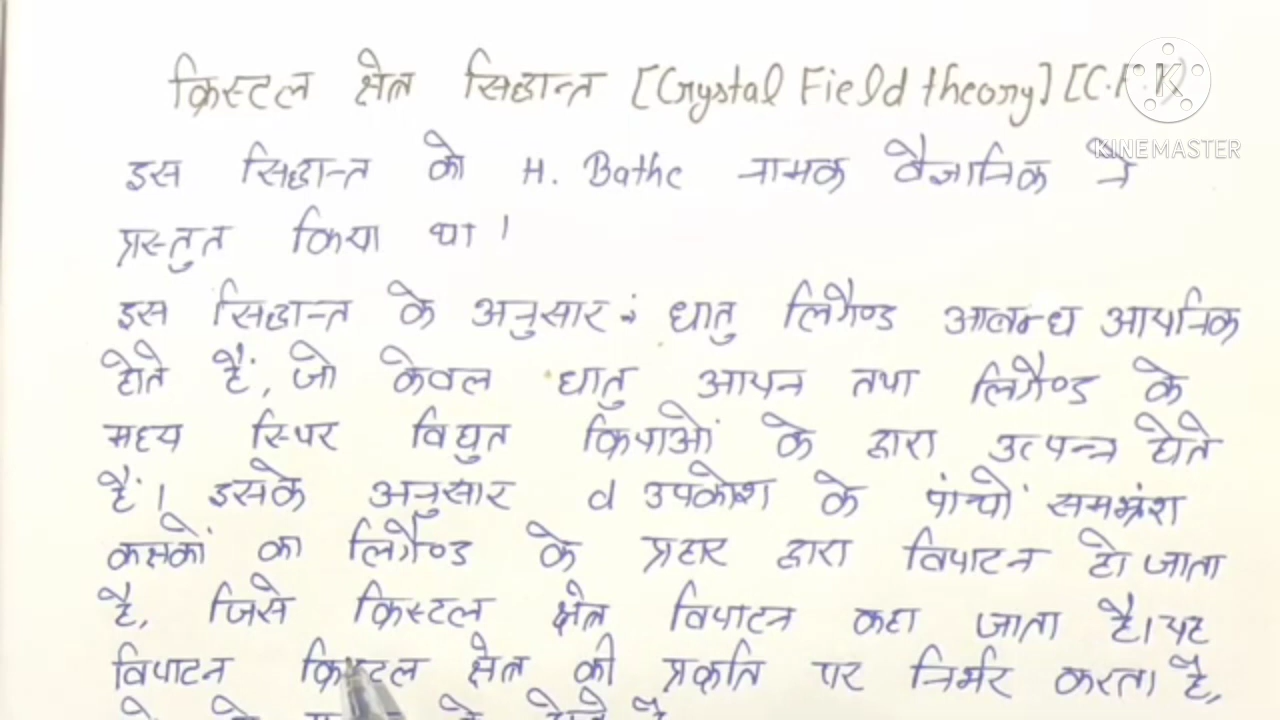 क्रिस्टल क्षेत्र सिद्धान्त [Crystal Field theory] [C.F.
KINEMASTER
इस सिद्धान्त को H. Bathe नामक वैज्ञानिक ने
प्रस्तुत किया था।
इस सिद्धान्त के अनुसार :- धातु लिगैण्ड आबन्ध आयनिक
होते हैं, जो केवल धातु आयन तथा लिगैण्ड के
मध्य स्थिर विद्युत क्रियाओं के द्वारा उत्पन्न होते
हैं। इसके अनुसार d उपकोश के पांचों समभ्रंश
कक्षकों का लिगैण्ड के प्रहार द्वारा विपाटन हो जाता
है, जिसे क्रिस्टल क्षेत्र विपाटन कहा जाता है। यह
विपाटन क्रिस्टल क्षेत्र की प्रकृति पर निर्भर करता है,